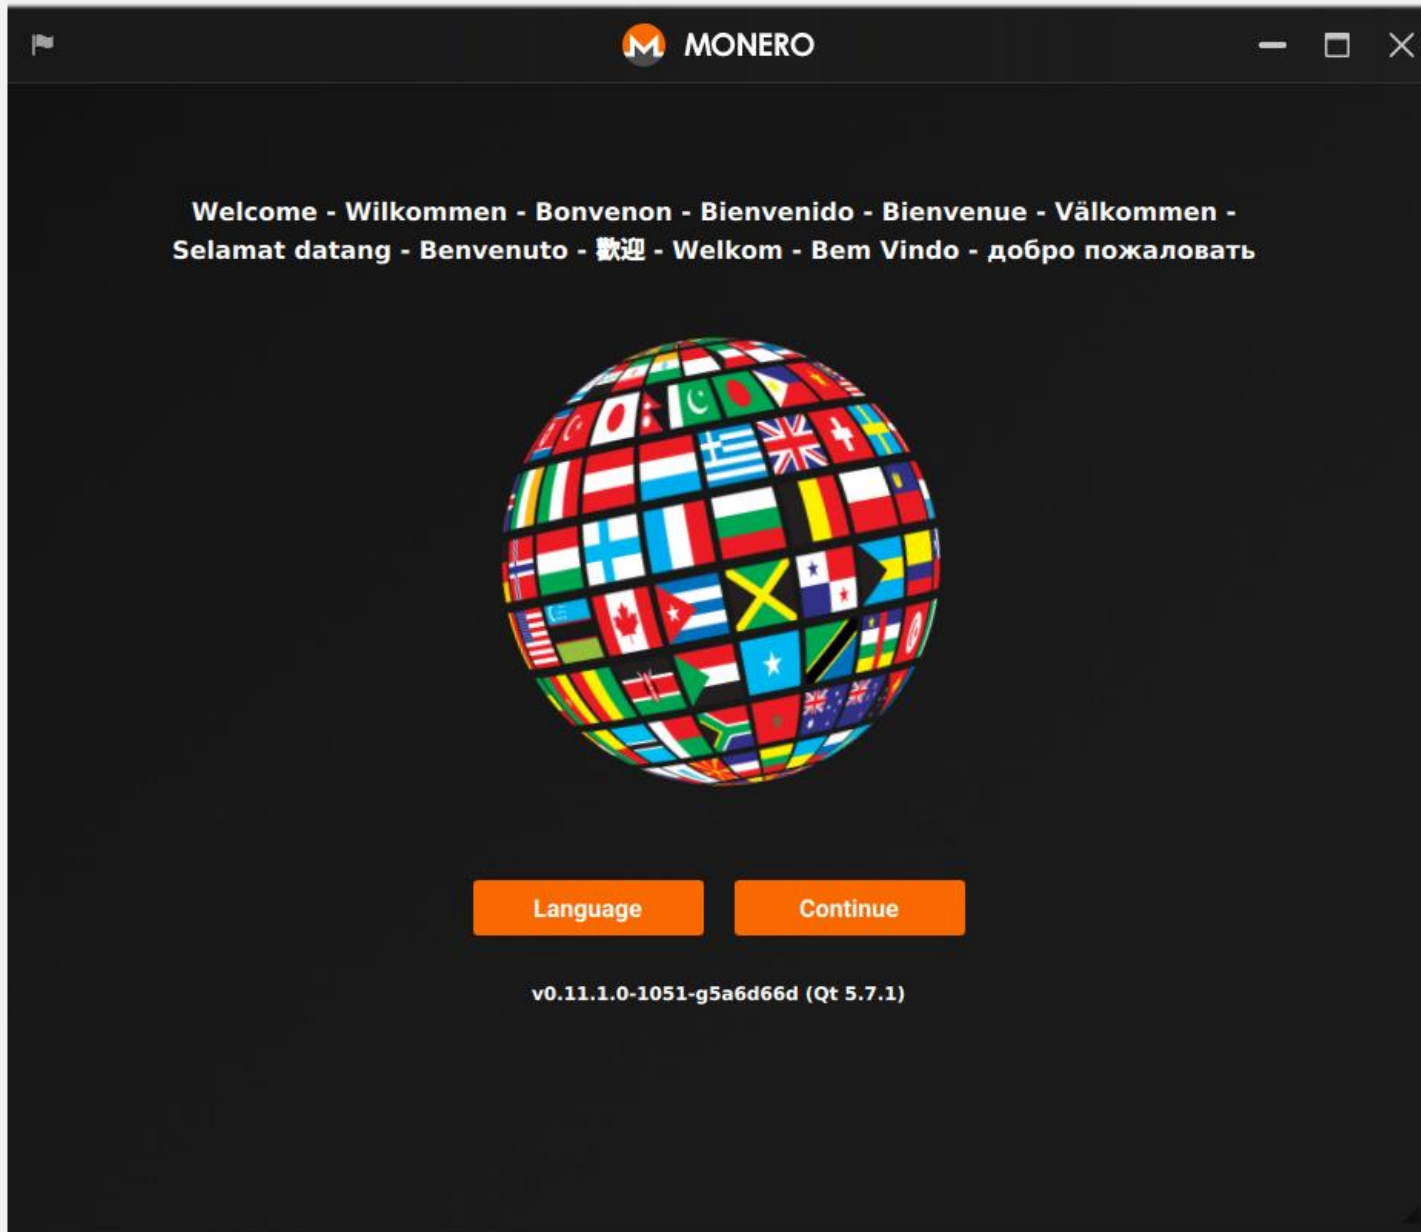 MONERO
Welcome - Wilkommen - Bonvenon - Bienvenido - Bienvenue - Välkommen -
Selamat datang - Benvenuto - 歡迎 - Welkom - Bem Vindo - добро пожаловать
Language
Continue
v0.11.1.0-1051-g5a6d66d (Qt 5.7.1)